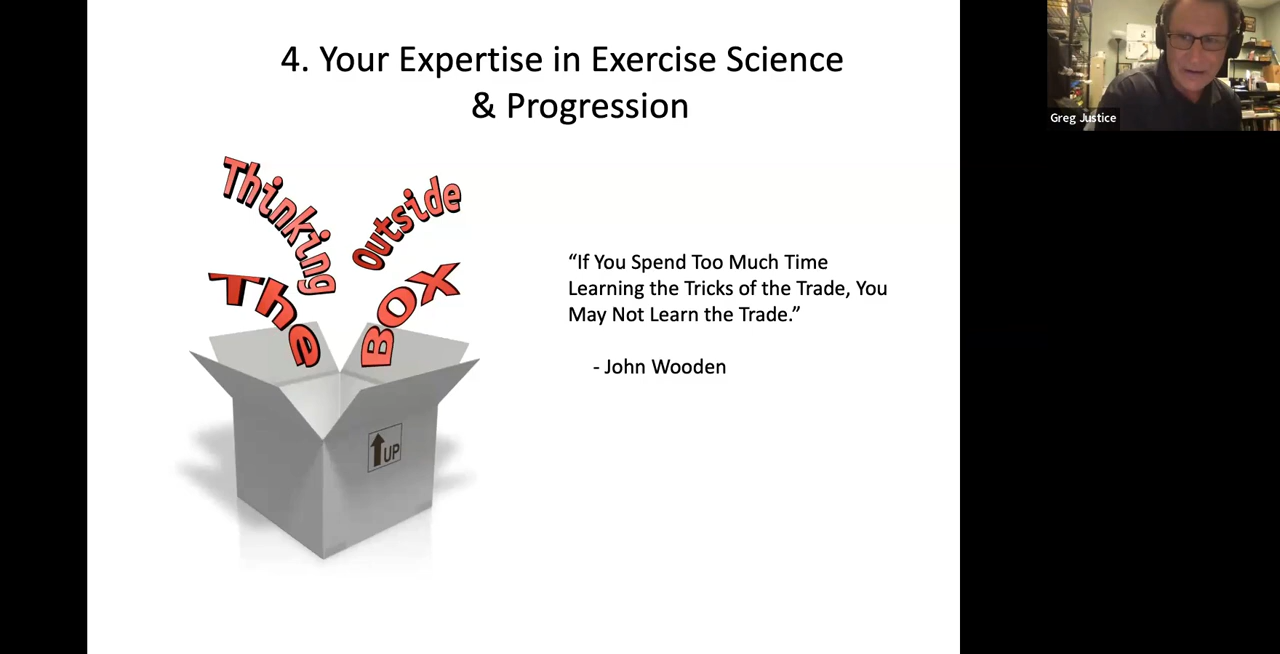 4. Your Expertise in Exercise Science
& Progression
Greg Justice
Thinking
Outside
The
BOX
“If You Spend Too Much Time
Learning the Tricks of the Trade, You
May Not Learn the Trade.”
- John Wooden
UP